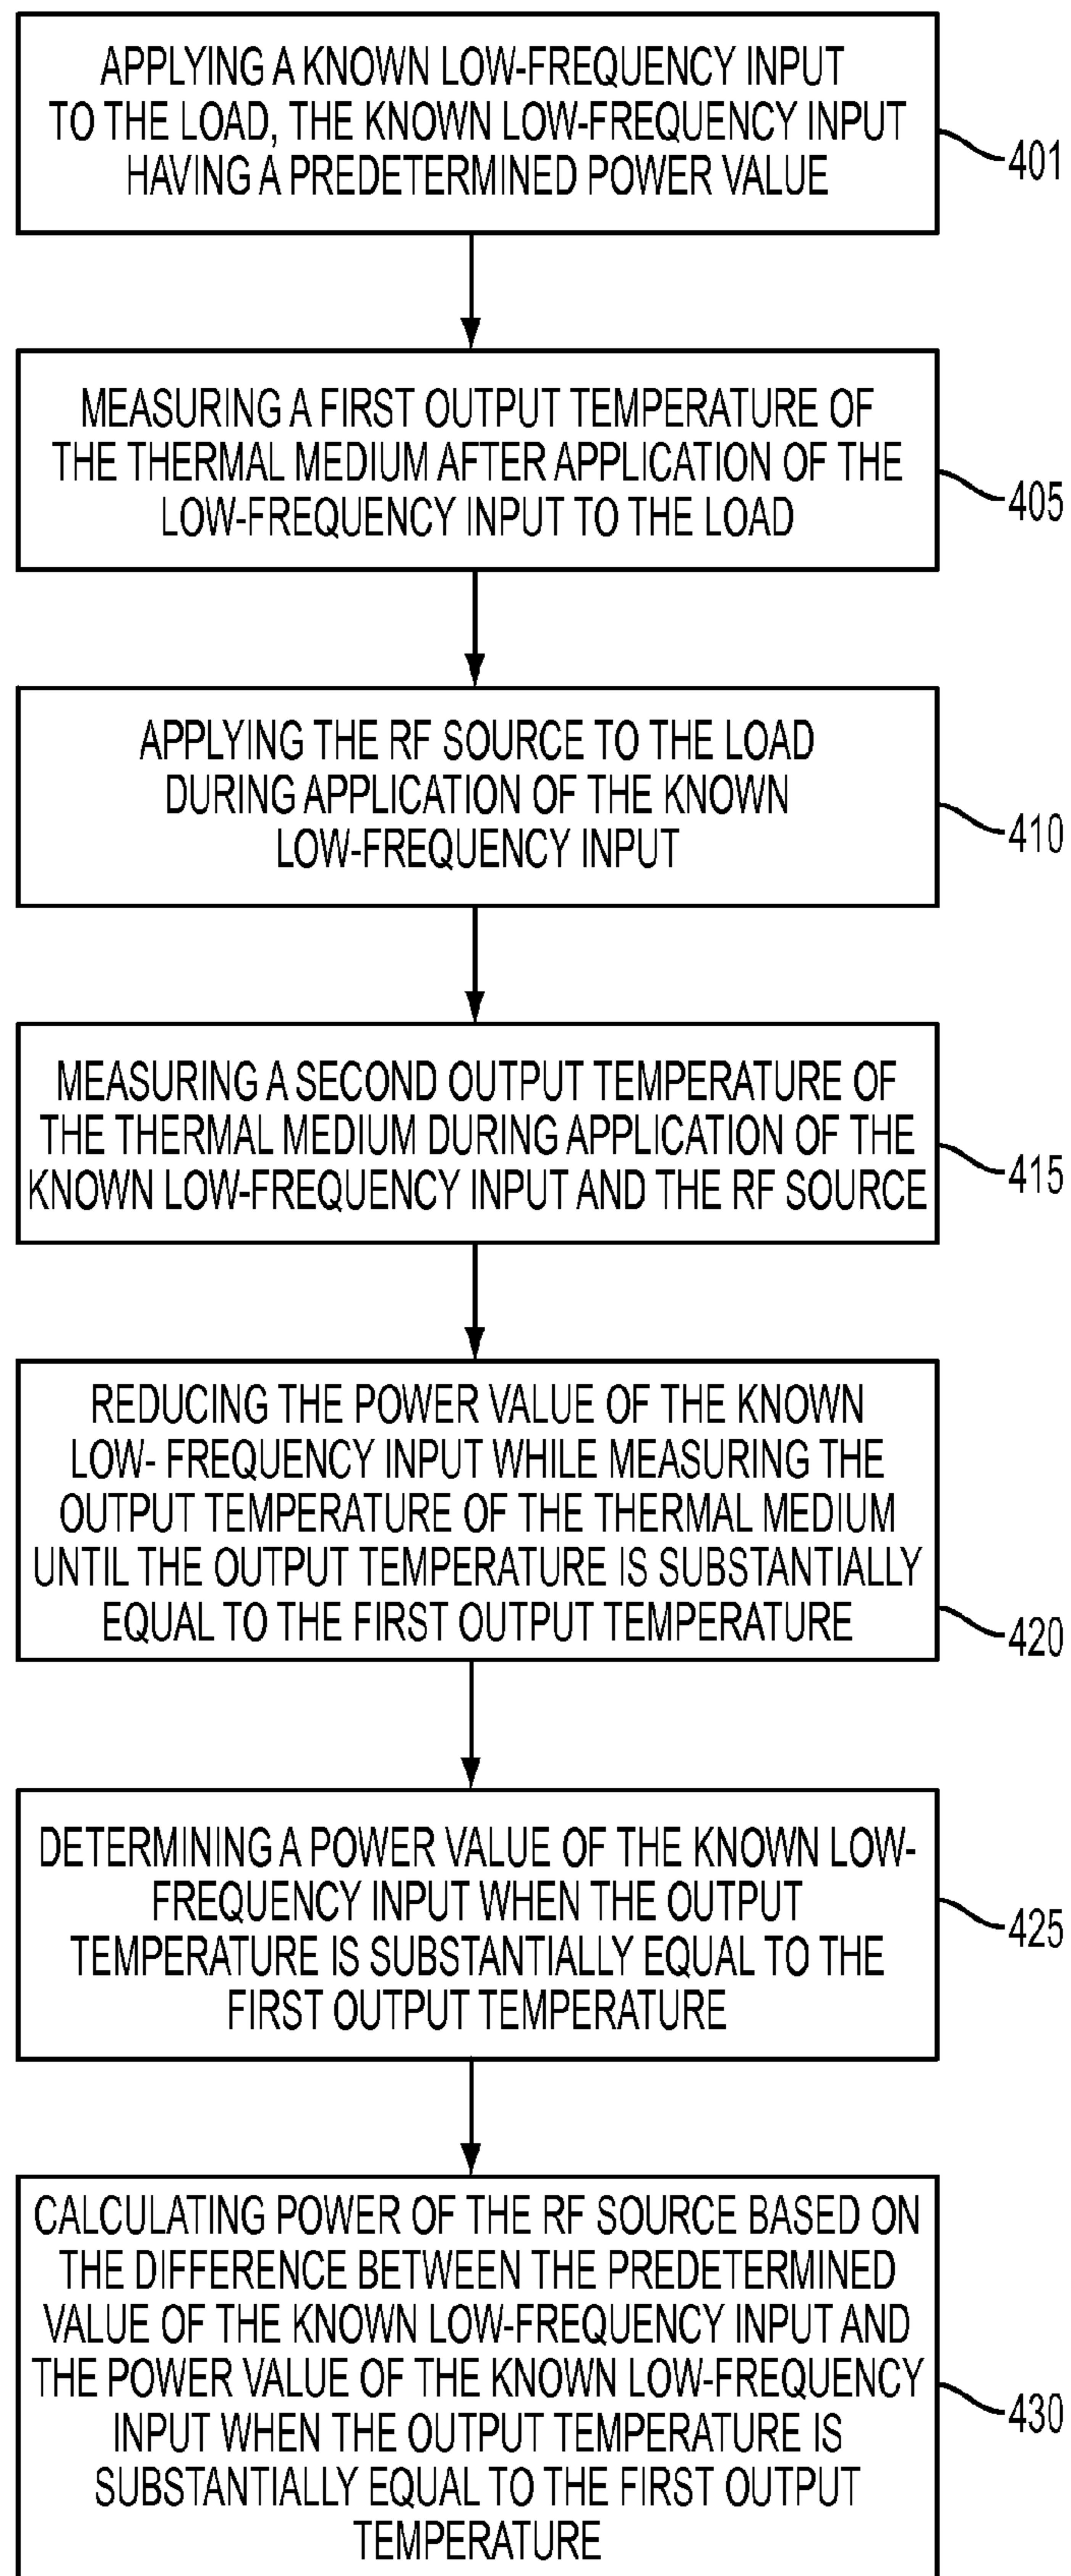 APPLYING A KNOWN LOW-FREQUENCY INPUT
TO THE LOAD, THE KNOWN LOW-FREQUENCY INPUT
HAVING A PREDETERMINED POWER VALUE
401
MEASURING A FIRST OUTPUT TEMPERATURE OF
THE THERMAL MEDIUM AFTER APPLICATION OF THE
LOW-FREQUENCY INPUT TO THE LOAD
405
APPLYING THE RF SOURCE TO THE LOAD
DURING APPLICATION OF THE KNOWN
LOW-FREQUENCY INPUT
410
MEASURING A SECOND OUTPUT TEMPERATURE OF
THE THERMAL MEDIUM DURING APPLICATION OF THE
KNOWN LOW-FREQUENCY INPUT AND THE RF SOURCE
415
REDUCING THE POWER VALUE OF THE KNOWN
LOW- FREQUENCY INPUT WHILE MEASURING THE
OUTPUT TEMPERATURE OF THE THERMAL MEDIUM
UNTIL THE OUTPUT TEMPERATURE IS SUBSTANTIALLY
EQUAL TO THE FIRST OUTPUT TEMPERATURE
420
DETERMINING A POWER VALUE OF THE KNOWN LOW-
FREQUENCY INPUT WHEN THE OUTPUT
TEMPERATURE IS SUBSTANTIALLY EQUAL TO THE
FIRST OUTPUT TEMPERATURE
425
CALCULATING POWER OF THE RF SOURCE BASED ON
THE DIFFERENCE BETWEEN THE PREDETERMINED
VALUE OF THE KNOWN LOW-FREQUENCY INPUT AND
THE POWER VALUE OF THE KNOWN LOW-FREQUENCY
INPUT WHEN THE OUTPUT TEMPERATURE IS
SUBSTANTIALLY EQUAL TO THE FIRST OUTPUT
TEMPERATURE
430